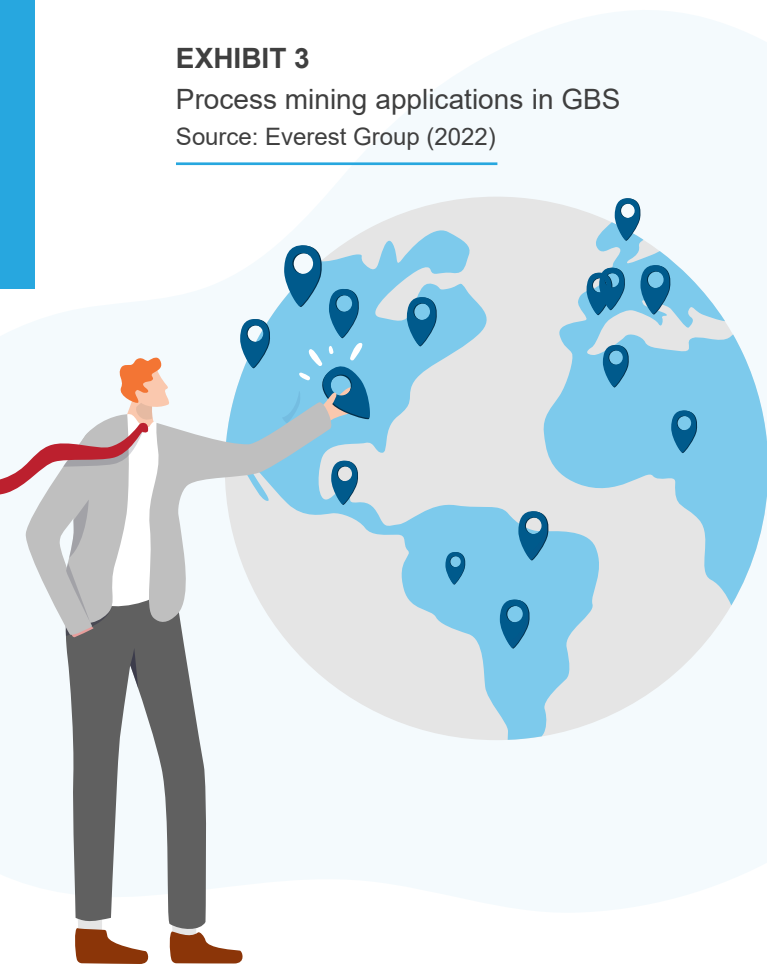 EXHIBIT 3
Process mining applications in GBS
Source: Everest Group (2022)